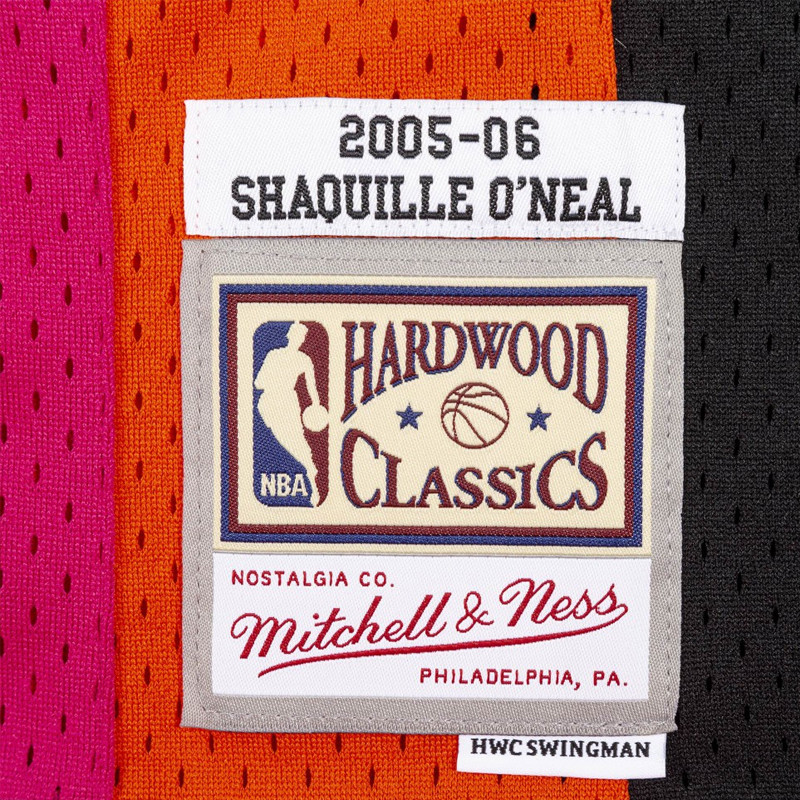 2005-06
SHAQUILLE O'NEAL
HARDWOOD
CLASSICS
NBA
NOSTALGIA CO.
Mitchell & Ness
PHILADELPHIA, PA.
HWC SWINGMAN